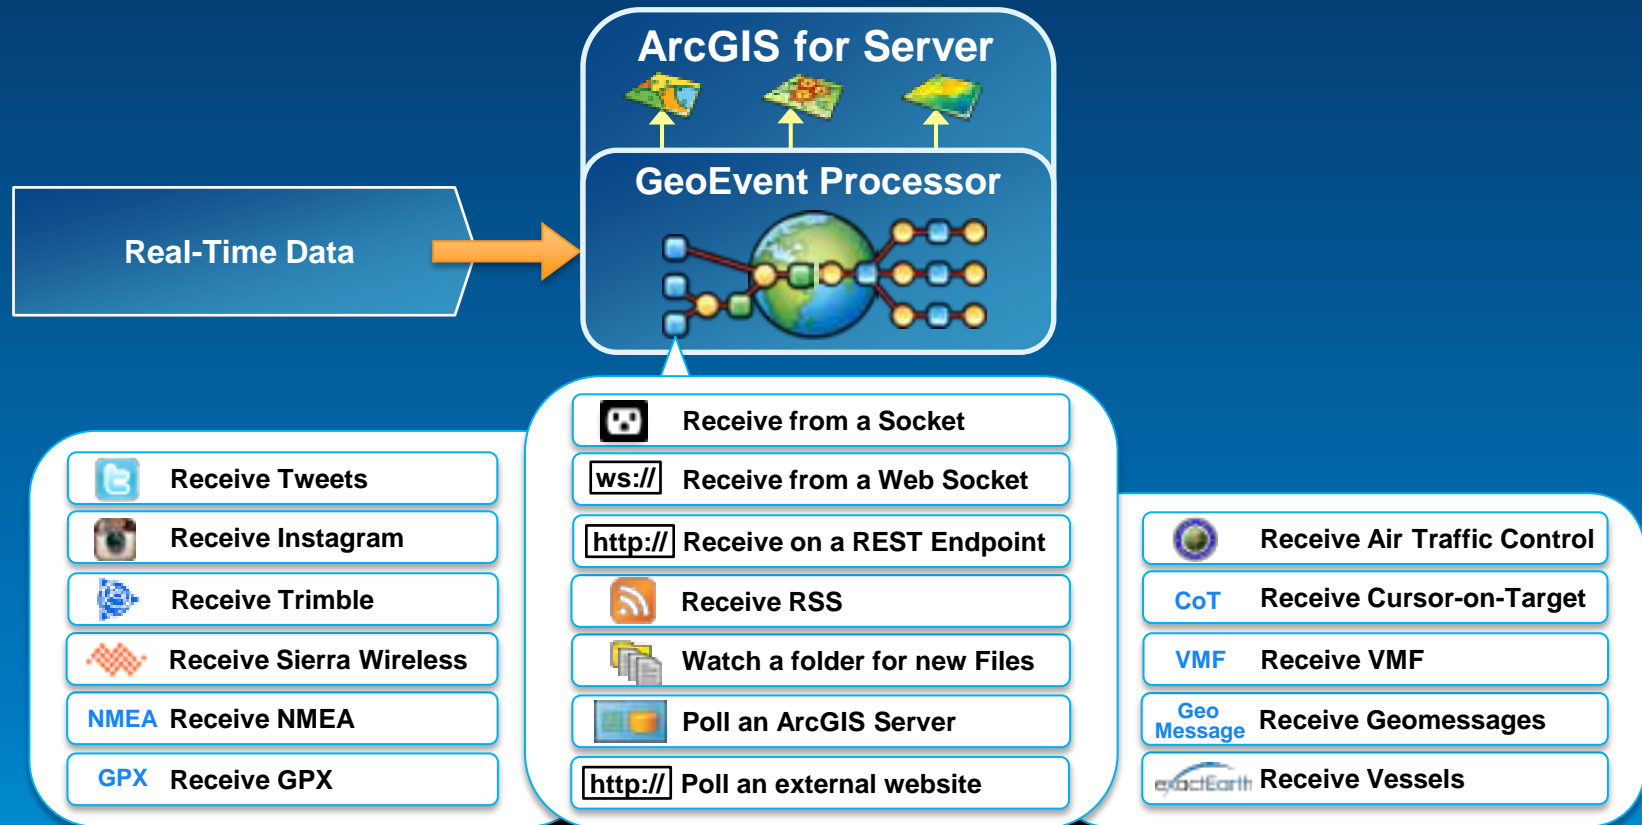 ArcGIS for Server
GeoEvent Processor
Real-Time Data
Receive Tweets
Receive Instagram
Receive Trimble
Receive Sierra Wireless
NMEA Receive NMEA
GPX Receive GPX
Receive from a Socket
ws:// Receive from a Web Socket
http:// Receive on a REST Endpoint
Receive RSS
Watch a folder for new Files
Poll an ArcGIS Server
http:// Poll an external website
Receive Air Traffic Control
CoT Receive Cursor-on-Target
VMF Receive VMF
Geo
Message Receive Geomessages
exactEarth Receive Vessels